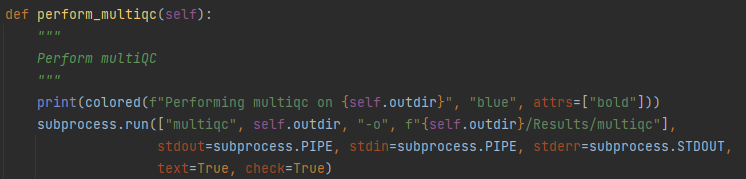 def perform_multiqc(self):
"""
Perform multiQC
"""
print(colored(f"Performing multiqc on {self.outdir}", "blue", attrs=["bold"]))
subprocess.run(["multiqc", self.outdir, "-o", f"{self.outdir}/Results/multiqc"],
stdout=subprocess.PIPE, stdin=subprocess.PIPE, stderr=subprocess.STDOUT,
text=True, check=True)